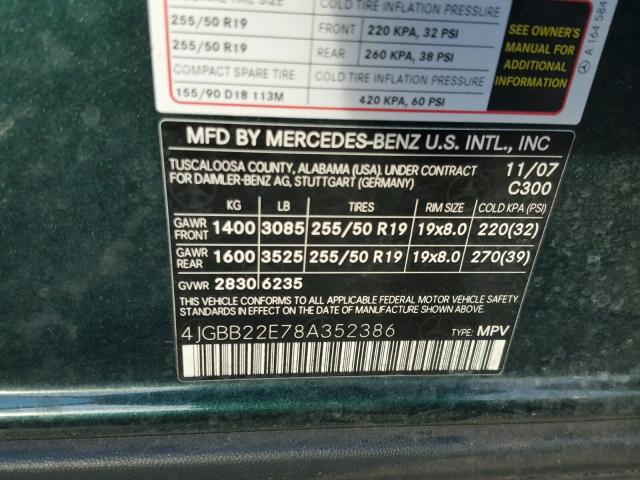 COLD TIRE INFLATION PRESSURE
255/50 R19 FRONT 220 KPA, 32 PSI
255/50 R19 REAR 260 KPA, 38 PSI
COMPACT SPARE TIRE COLD TIRE INFLATION PRESSURE
155/90 D18 113M 420 KPA, 60 PSI
SEE OWNER'S
MANUAL FOR
ADDITIONAL
INFORMATION
A 164 584
MFD BY MERCEDES-BENZ U.S. INTL., INC
TUSCALOOSA COUNTY, ALABAMA (USA), UNDER CONTRACT 11/07
FOR DAIMLER-BENZ AG, STUTTGART (GERMANY) C300
KG LB TIRES RIM SIZE COLD KPA (PSI)
GAWR FRONT 1400 3085 255/50 R19 19x8.0 220(32)
GAWR REAR 1600 3525 255/50 R19 19x8.0 270(39)
GVWR 2830 6235
THIS VEHICLE CONFORMS TO ALL APPLICABLE FEDERAL MOTOR VEHICLE SAFETY
STANDARDS IN EFFECT ON THE DATE OF MANUFACTURE SHOWN ABOVE.
4JGBB22E78A352386 TYPE: MPV